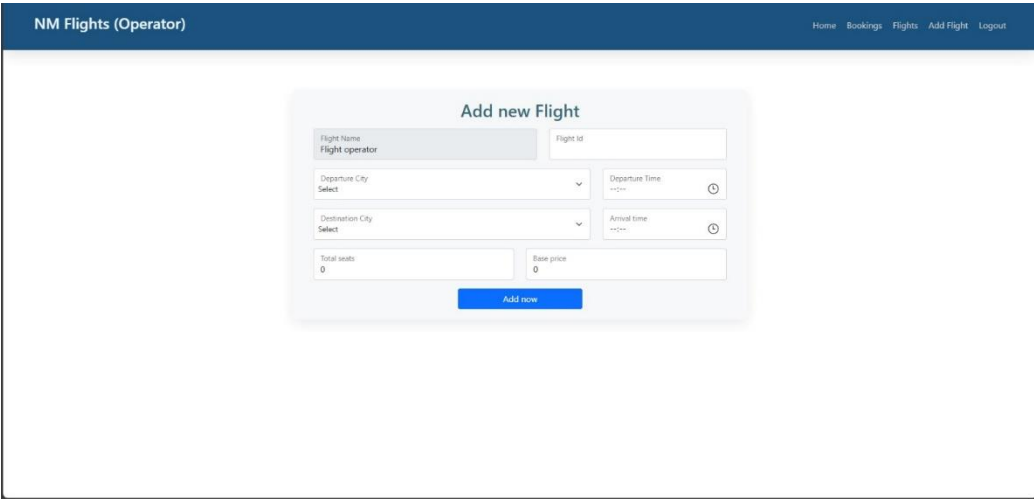 NM Flights (Operator)
Home Bookings Flights Add Flight Logout
Add new Flight
Flight Name
Flight operator
Flight Id
Departure City
Select
Departure Time
--:--
Destination City
Select
Arrival time
--:--
Total seats
0
Base price
0
Add now